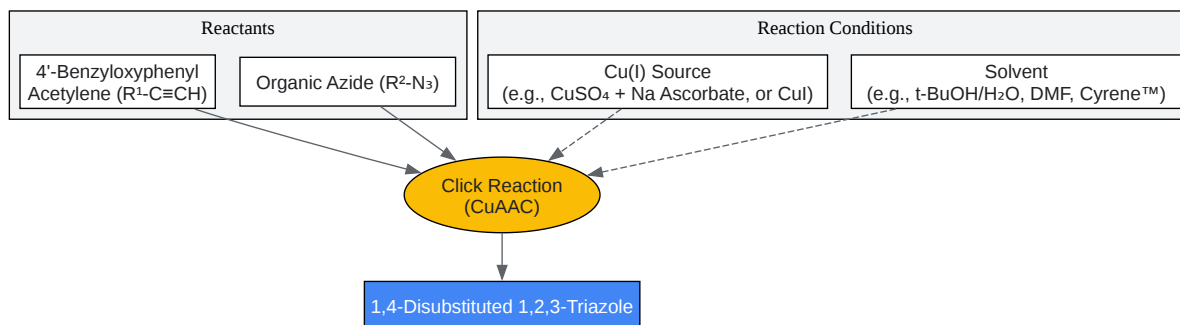 Reactants
Reaction Conditions
4'-Benzyloxyphenyl
Acetylene (R¹-C≡CH)
Organic Azide (R²-N₃)
Cu(I) Source
(e.g., CuSO₄ + Na Ascorbate, or CuI)
Solvent
(e.g., t-BuOH/H₂O, DMF, Cyrene™)
Click Reaction
(CuAAC)
1,4-Disubstituted 1,2,3-Triazole